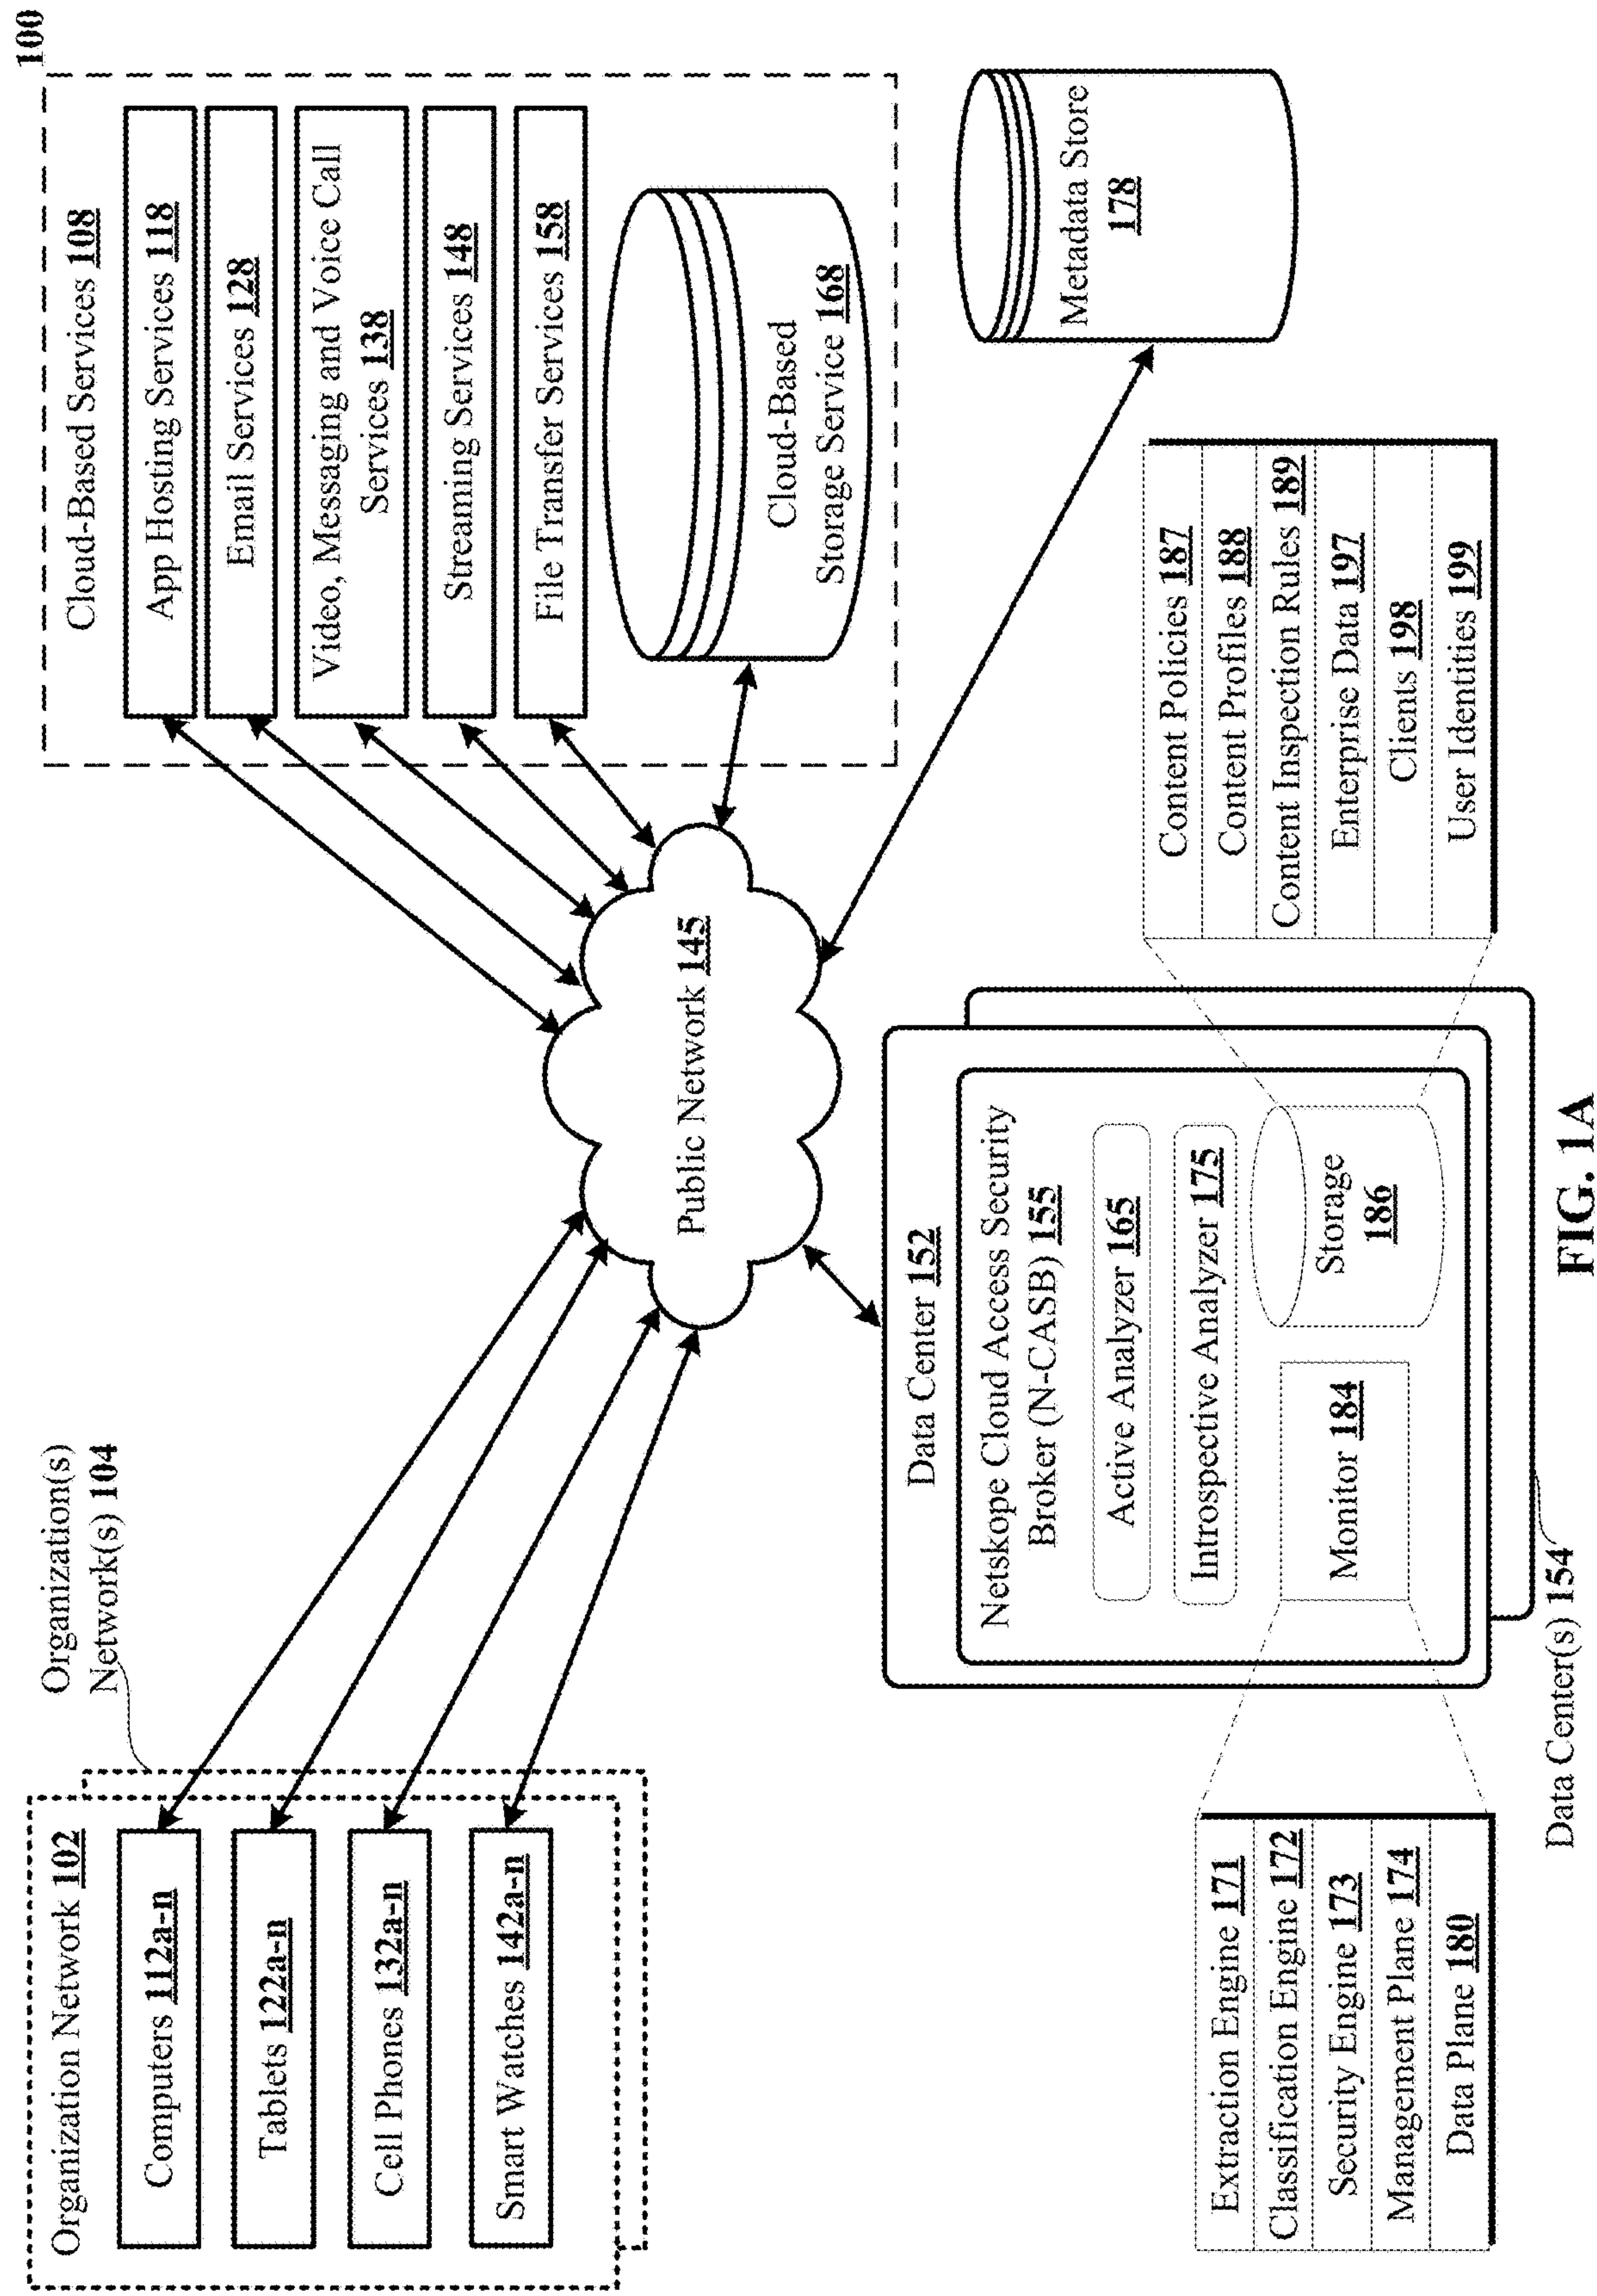 100
Organization(s)
Network(s) 104
Organization Network 102
Computers 112a-n
Tablets 122a-n
Cell Phones 132a-n
Smart Watches 142a-n
Public Network 145
Cloud-Based Services 108
App Hosting Services 118
Email Services 128
Video, Messaging and Voice Call
Services 138
Streaming Services 148
File Transfer Services 158
Cloud-Based
Storage Service 168
Metadata Store
178
Data Center 152
Netskope Cloud Access Security
Broker (N-CASB) 155
Active Analyzer 165
Introspective Analyzer 175
Monitor 184
Storage
186
Extraction Engine 171
Classification Engine 172
Security Engine 173
Management Plane 174
Data Plane 180
Content Policies 187
Content Profiles 188
Content Inspection Rules 189
Enterprise Data 197
Clients 198
User Identities 199
Data Center(s) 154
FIG. 1A